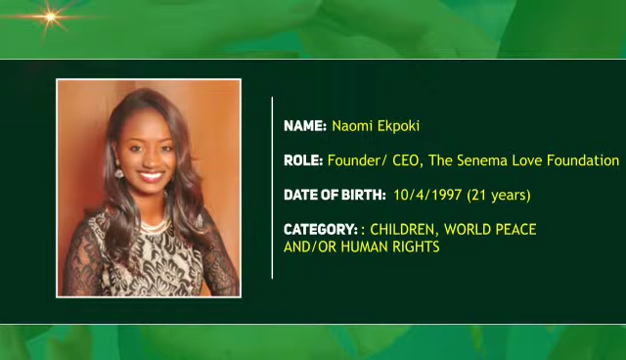 NAME: Naomi Ekpoki
ROLE: Founder/ CEO, The Senema Love Foundation
DATE OF BIRTH: 10/4/1997 (21 years)
CATEGORY: : CHILDREN, WORLD PEACE
AND/OR HUMAN RIGHTS